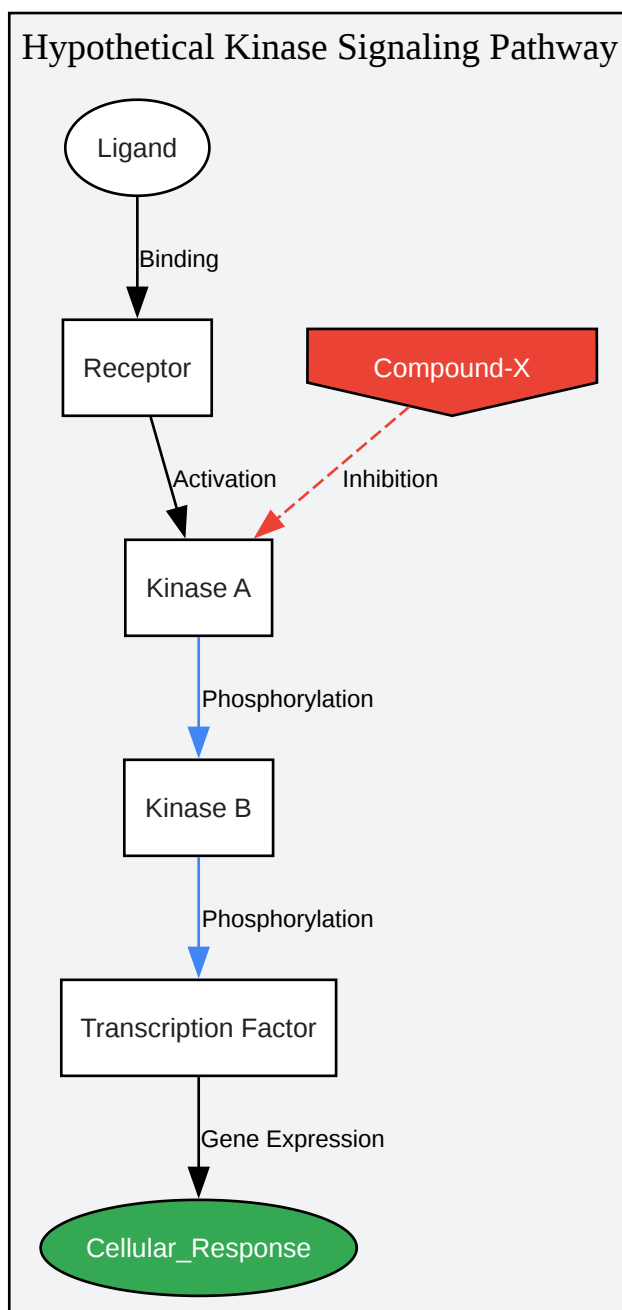 Hypothetical Kinase Signaling Pathway
Ligand
Binding
Receptor
Compound-X
Activation
Inhibition
Kinase A
Phosphorylation
Kinase B
Phosphorylation
Transcription Factor
Gene Expression
Cellular_Response